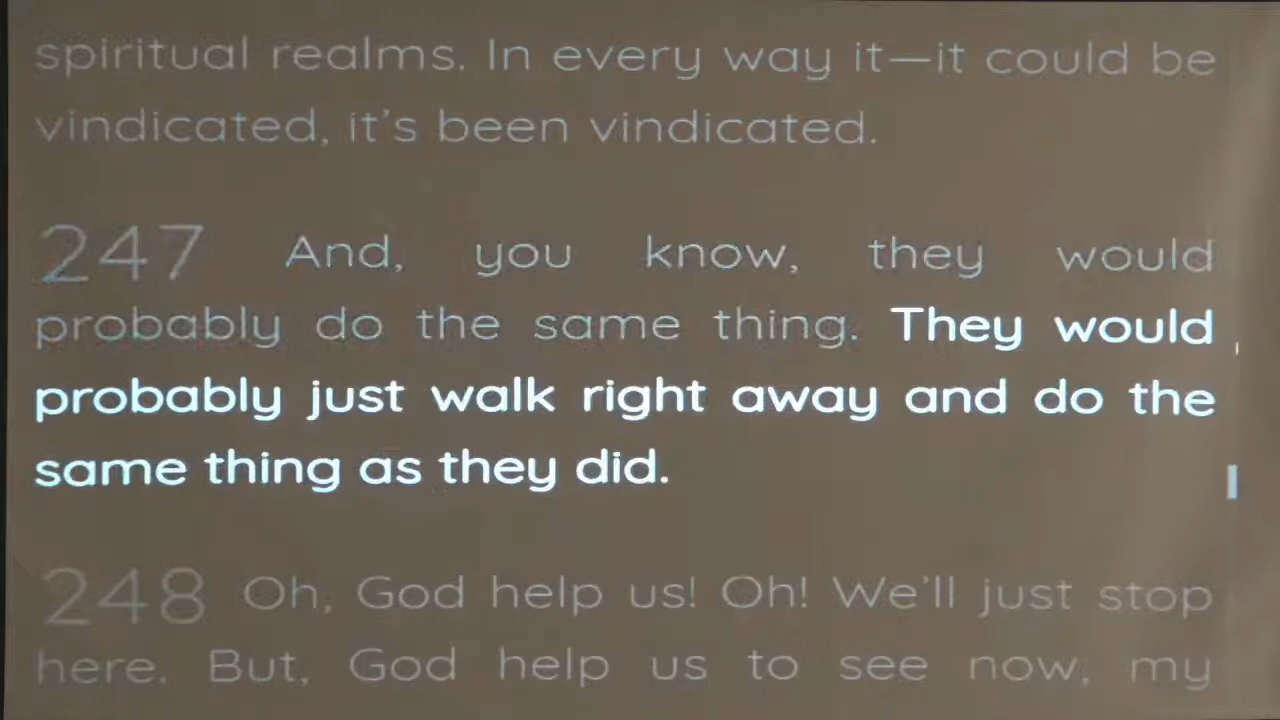 spiritual realms. In every way it—it could be
vindicated, it's been vindicated.
247 And, you know, they would
probably do the same thing. They would
probably just walk right away and do the
same thing as they did.
248 Oh, God help us! Oh! We'll just stop
here. But, God help us to see now, my